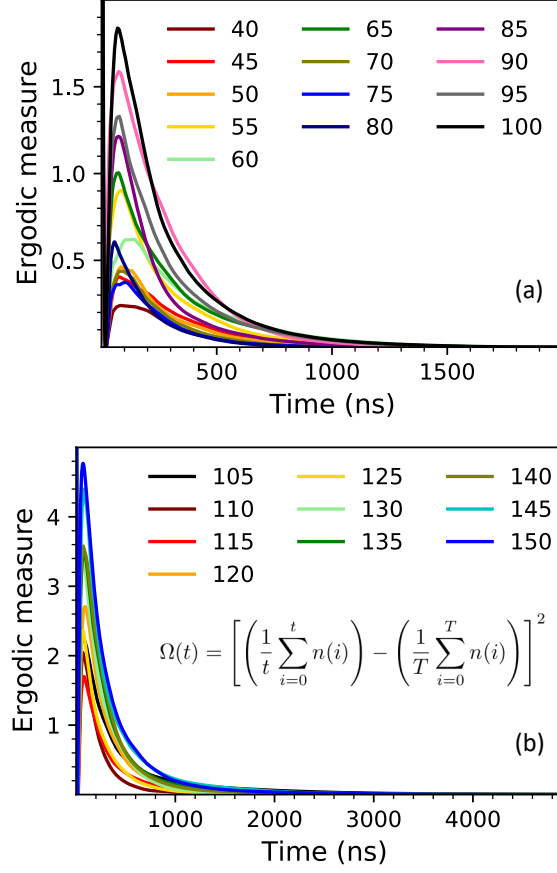 40 65 85
45 70 90
50 75 95
55 80 100
60
1.5
1.0
0.5
Ergodic measure
(a)
500 1000 1500
Time (ns)
105 125 140
110 130 145
115 135 150
120
4
3
2
1
Ergodic measure
Ω(t) = [(1/t ∑_{i=0}^{t} n(i)) − (1/T ∑_{i=0}^{T} n(i))]²
(b)
1000 2000 3000 4000
Time (ns)